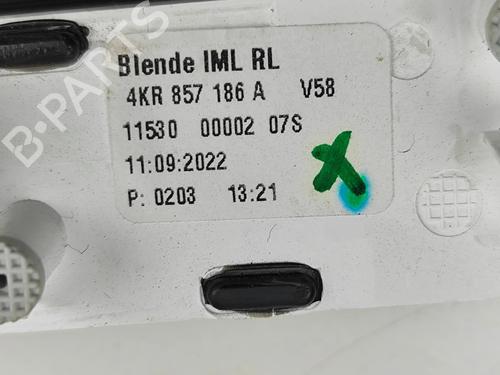 Blende IML RL
4KR 857 186 A V58
11530 00002 07S
11:09:2022
P: 0203 13:21
X
B-PARTS